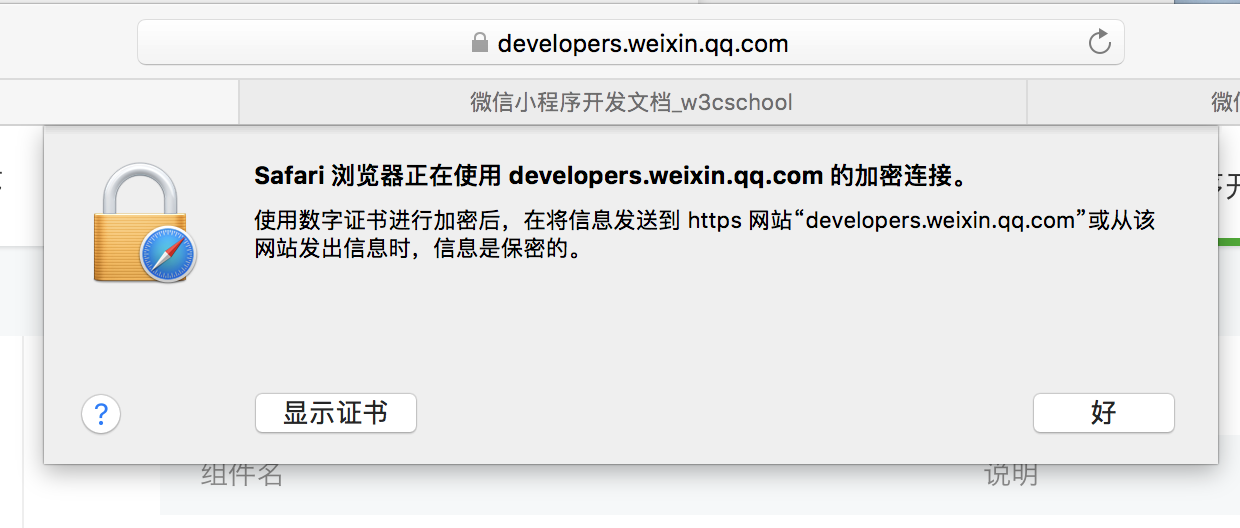 developers.weixin.qq.com
微信小程序开发文档_w3cschool
Safari 浏览器正在使用 developers.weixin.qq.com 的加密连接。
使用数字证书进行加密后，在将信息发送到 https 网站“developers.weixin.qq.com”或从该
网站发出信息时，信息是保密的。
?
显示证书
好
组件名
说明